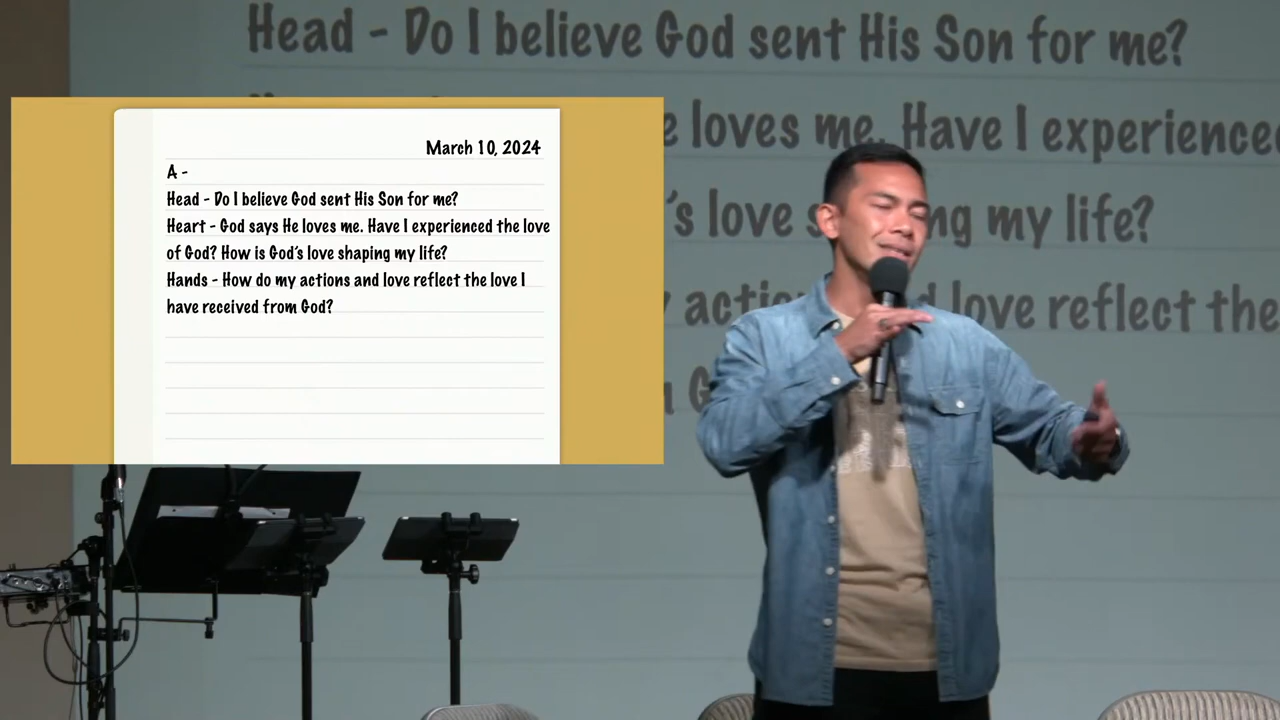 Head - Do I believe God sent His Son for me?
e loves me. Have I experienced
's love shaping my life?
actions and love reflect the
March 10, 2024
A -
Head - Do I believe God sent His Son for me?
Heart - God says He loves me. Have I experienced the love
of God? How is God's love shaping my life?
Hands - How do my actions and love reflect the love I
have received from God?